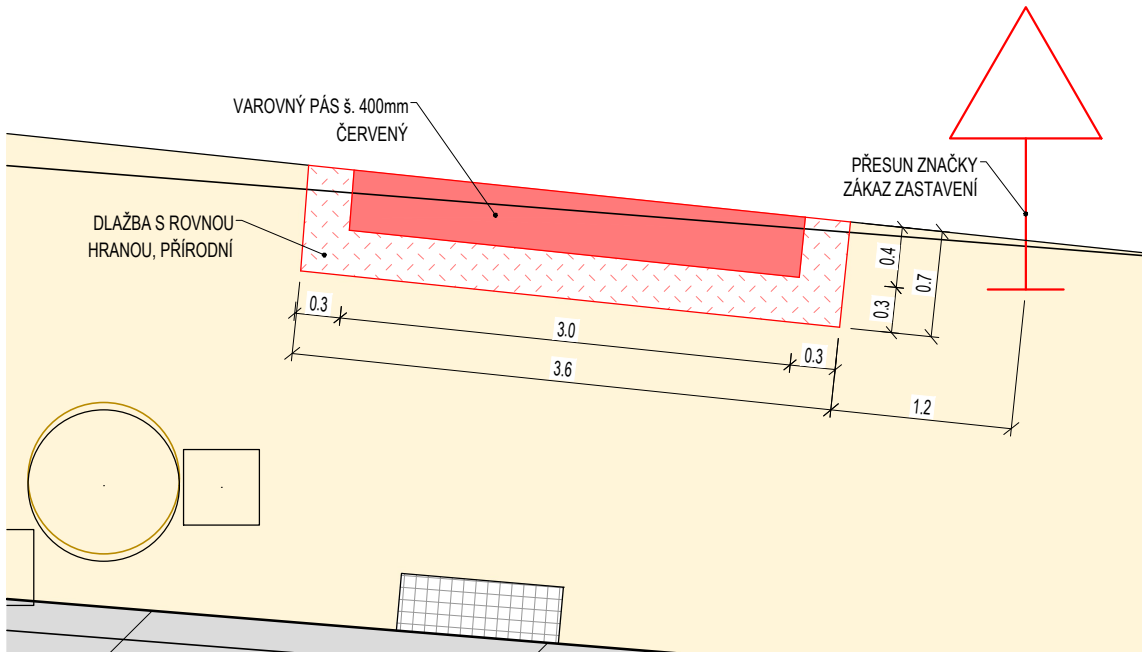 VAROVNÝ PÁS š. 400mm
ČERVENÝ
PŘESUN ZNAČKY
ZÁKAZ ZASTAVENÍ
DLAŽBA S ROVNOU
HRANOU, PŘÍRODNÍ
0.4
0.7
0.3
0.3
3.0
0.3
3.6
1.2